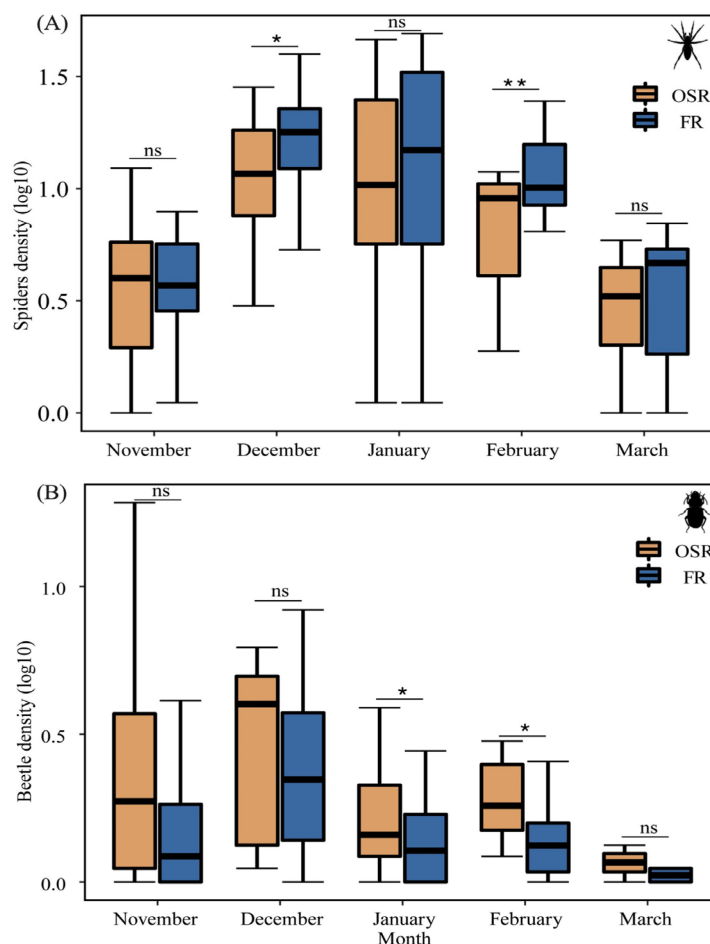 (A)
ns
*
ns
**
ns
OSR
FR
1.5
1.0
0.5
0.0
Spiders density (log10)
November December January February March
(B)
ns
ns
*
*
ns
OSR
FR
1.0
0.5
0.0
Beetle density (log10)
November December January February March
Month